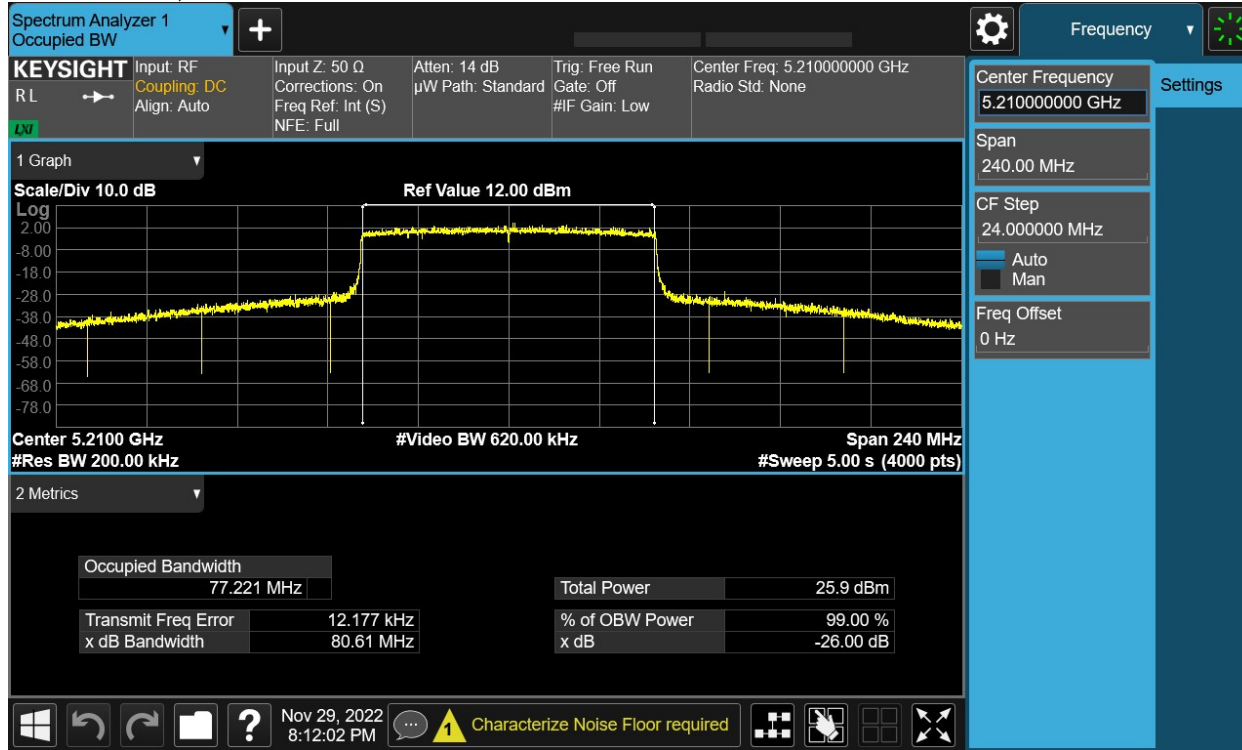 Spectrum Analyzer 1
Occupied BW
+
Frequency
KEYSIGHT
R L
LXI
Input: RF
Coupling: DC
Align: Auto
Input Z: 50 Ω
Corrections: On
Freq Ref: Int (S)
NFE: Full
Atten: 14 dB
µW Path: Standard
Trig: Free Run
Gate: Off
#IF Gain: Low
Center Freq: 5.210000000 GHz
Radio Std: None
Center Frequency
5.210000000 GHz
Settings
Span
240.00 MHz
CF Step
24.000000 MHz
Auto
Man
Freq Offset
0 Hz
1 Graph
Scale/Div 10.0 dB
Ref Value 12.00 dBm
Log
2.00
-8.00
-18.0
-28.0
-38.0
-48.0
-58.0
-68.0
-78.0
Center 5.2100 GHz
#Video BW 620.00 kHz
Span 240 MHz
#Res BW 200.00 kHz
#Sweep 5.00 s (4000 pts)
2 Metrics
Occupied Bandwidth
77.221 MHz
Total Power 25.9 dBm
Transmit Freq Error 12.177 kHz
% of OBW Power 99.00 %
x dB Bandwidth 80.61 MHz
x dB -26.00 dB
?
Nov 29, 2022
8:12:02 PM
1
Characterize Noise Floor required